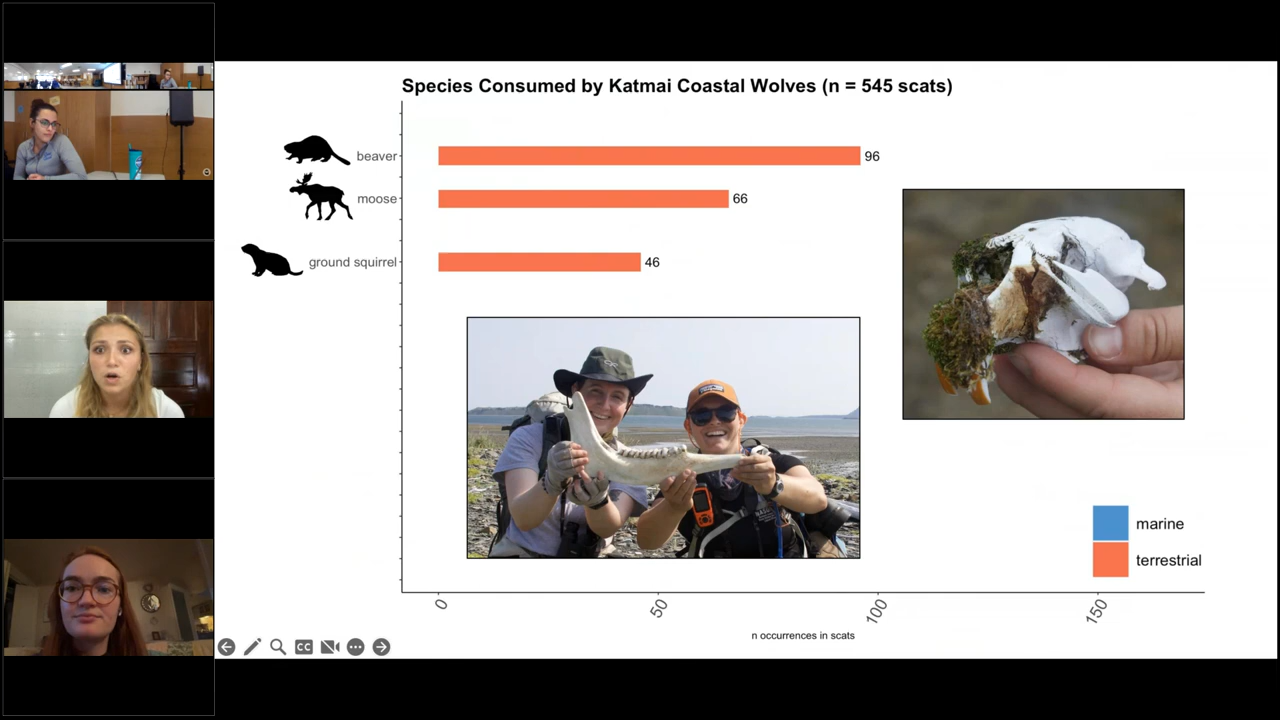 Species Consumed by Katmai Coastal Wolves (n = 545 scats)
beaver
96
moose
66
ground squirrel
46
marine
terrestrial
0
50
100
150
n occurrences in scats
CC